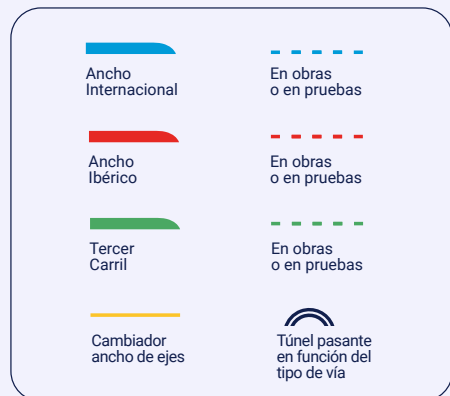 Ancho
Internacional
En obras
o en pruebas
Ancho
Ibérico
En obras
o en pruebas
Tercer
Carril
En obras
o en pruebas
Cambiador
ancho de ejes
Túnel pasante
en función del
tipo de vía